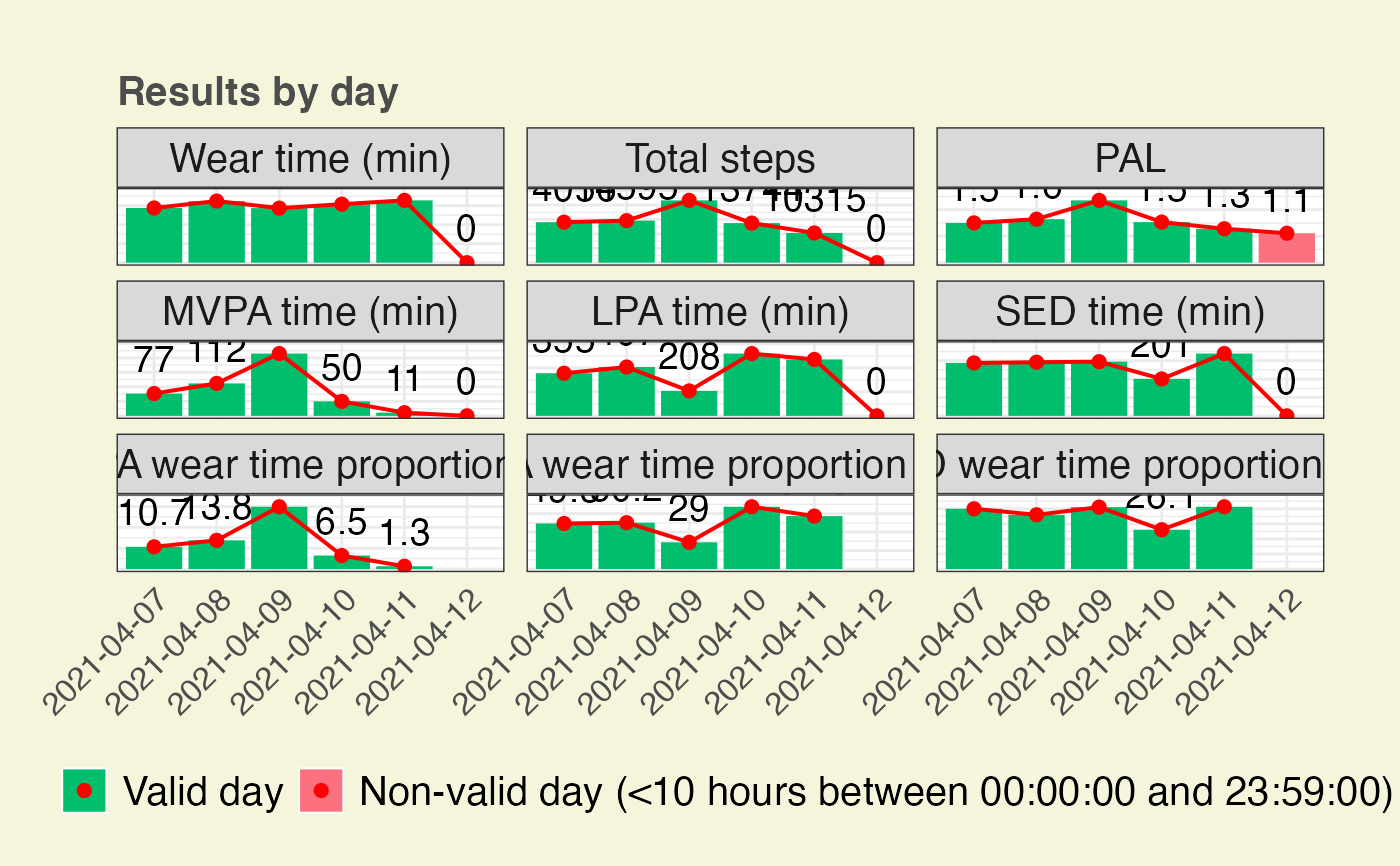 Results by day
Wear time (min) Total steps PAL
0 10315 0 1.3 1.1
MVPA time (min) LPA time (min) SED time (min)
77 112 50 11 0 208 0 201 0
wear time proportion wear time proportion wear time proportion
10.7 13.8 6.5 1.3 29 26.1
2021-04-07 2021-04-08 2021-04-09 2021-04-10 2021-04-11 2021-04-12 2021-04-07 2021-04-08 2021-04-09 2021-04-10 2021-04-11 2021-04-12 2021-04-07 2021-04-08 2021-04-09 2021-04-10 2021-04-11 2021-04-12
Valid day Non-valid day (<10 hours between 00:00:00 and 23:59:00)